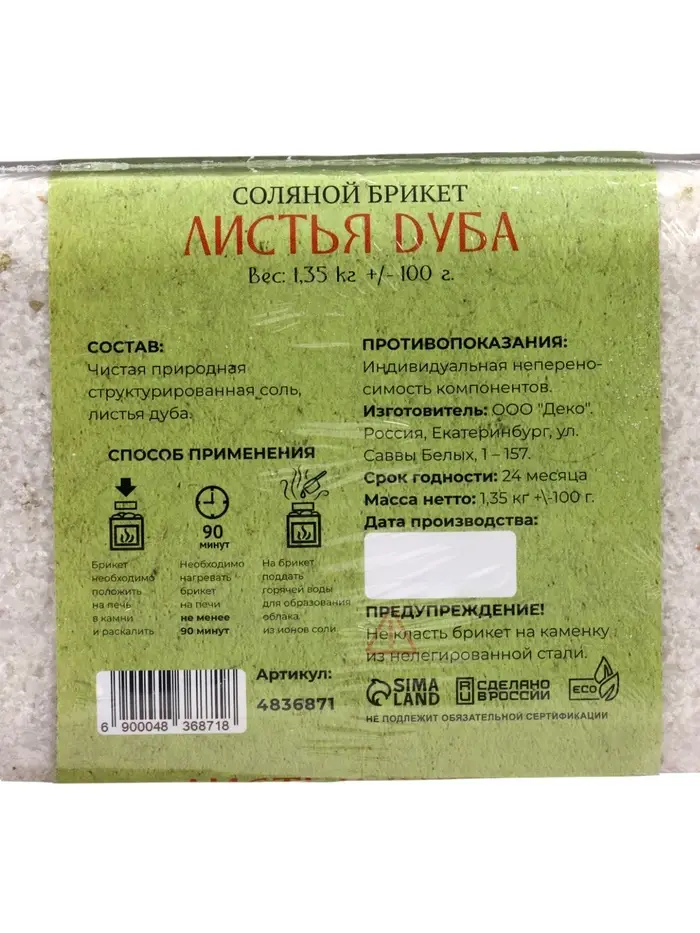 СОЛЯНОЙ БРИКЕТ
ЛИСТЬЯ DУБА
Вес: 1,35 kг +/- 100 г.
СОСТАВ:
Чистая природная
структурированная соль,
листья дуба.
СПОСОБ ПРИМЕНЕНИЯ
90
минут
Брикет
необходимо
положить
на печь
в камни
и раскалить
Необходимо
нагревать
брикет
на печи
не менее
90 минут
На брикет
поддать
горячей воды
для образования
облака
из ионов соли
ПРОТИВОПОКАЗАНИЯ:
Индивидуальная неперено-
симость компонентов.
Изготовитель: ООО "Деко".
Россия, Екатеринбург, ул.
Саввы Белых, 1 – 157.
Срок годности: 24 месяца
Масса нетто: 1,35 кг +\-100 г.
Дата производства:
ПРЕДУПРЕЖДЕНИЕ!
Не класть брикет на каменку
из нелегированной стали.
Артикул:
4836871
6 900048 368718
SIMA
LAND
СДЕЛАНО
В РОССИИ
ECO
НЕ ПОДЛЕЖИТ ОБЯЗАТЕЛЬНОЙ СЕРТИФИКАЦИИ